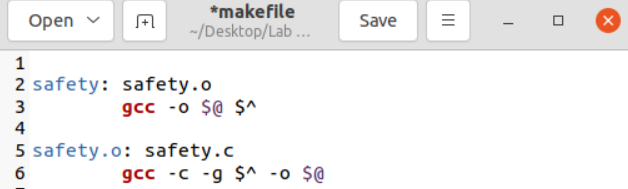 Open
*makefile
~/Desktop/Lab ...
Save
1
2 safety: safety.o
3 gcc -o $@ $^
4
5 safety.o: safety.c
6 gcc -c -g $^ -o $@